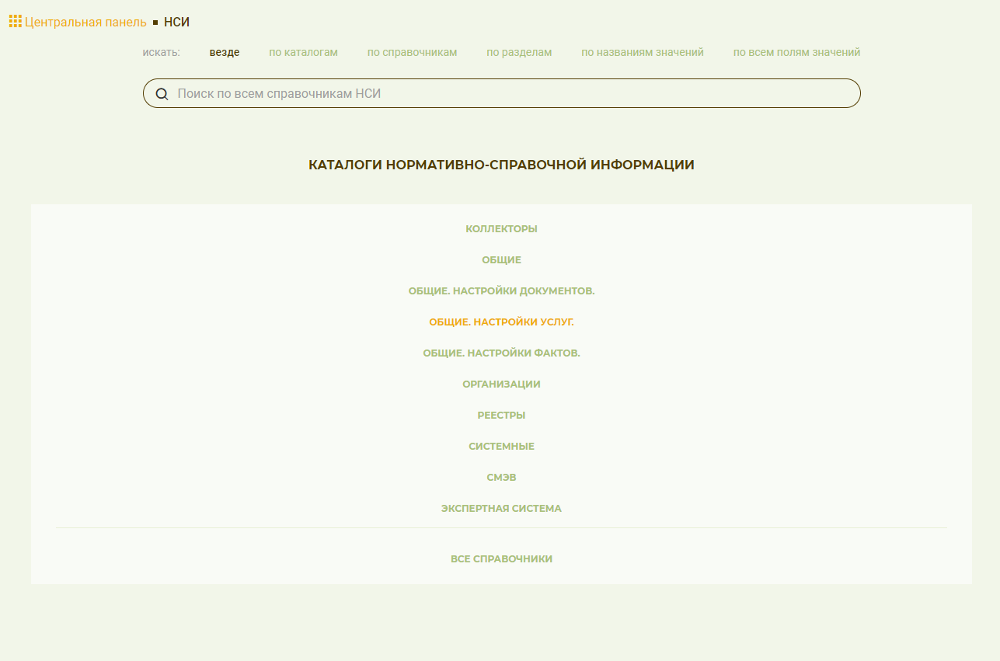 Центральная панель ▪ НСИ
искать: везде по каталогам по справочникам по разделам по названиям значений по всем полям значений
Поиск по всем справочникам НСИ
КАТАЛОГИ НОРМАТИВНО-СПРАВОЧНОЙ ИНФОРМАЦИИ
КОЛЛЕКТОРЫ
ОБЩИЕ
ОБЩИЕ. НАСТРОЙКИ ДОКУМЕНТОВ.
ОБЩИЕ. НАСТРОЙКИ УСЛУГ.
ОБЩИЕ. НАСТРОЙКИ ФАКТОВ.
ОРГАНИЗАЦИИ
РЕЕСТРЫ
СИСТЕМНЫЕ
СМЭВ
ЭКСПЕРТНАЯ СИСТЕМА
ВСЕ СПРАВОЧНИКИ